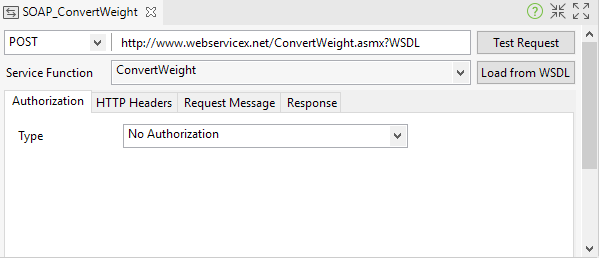 SOAP_ConvertWeight
POST http://www.webservicex.net/ConvertWeight.asmx?WSDL Test Request
Service Function ConvertWeight Load from WSDL
Authorization HTTP Headers Request Message Response
Type No Authorization